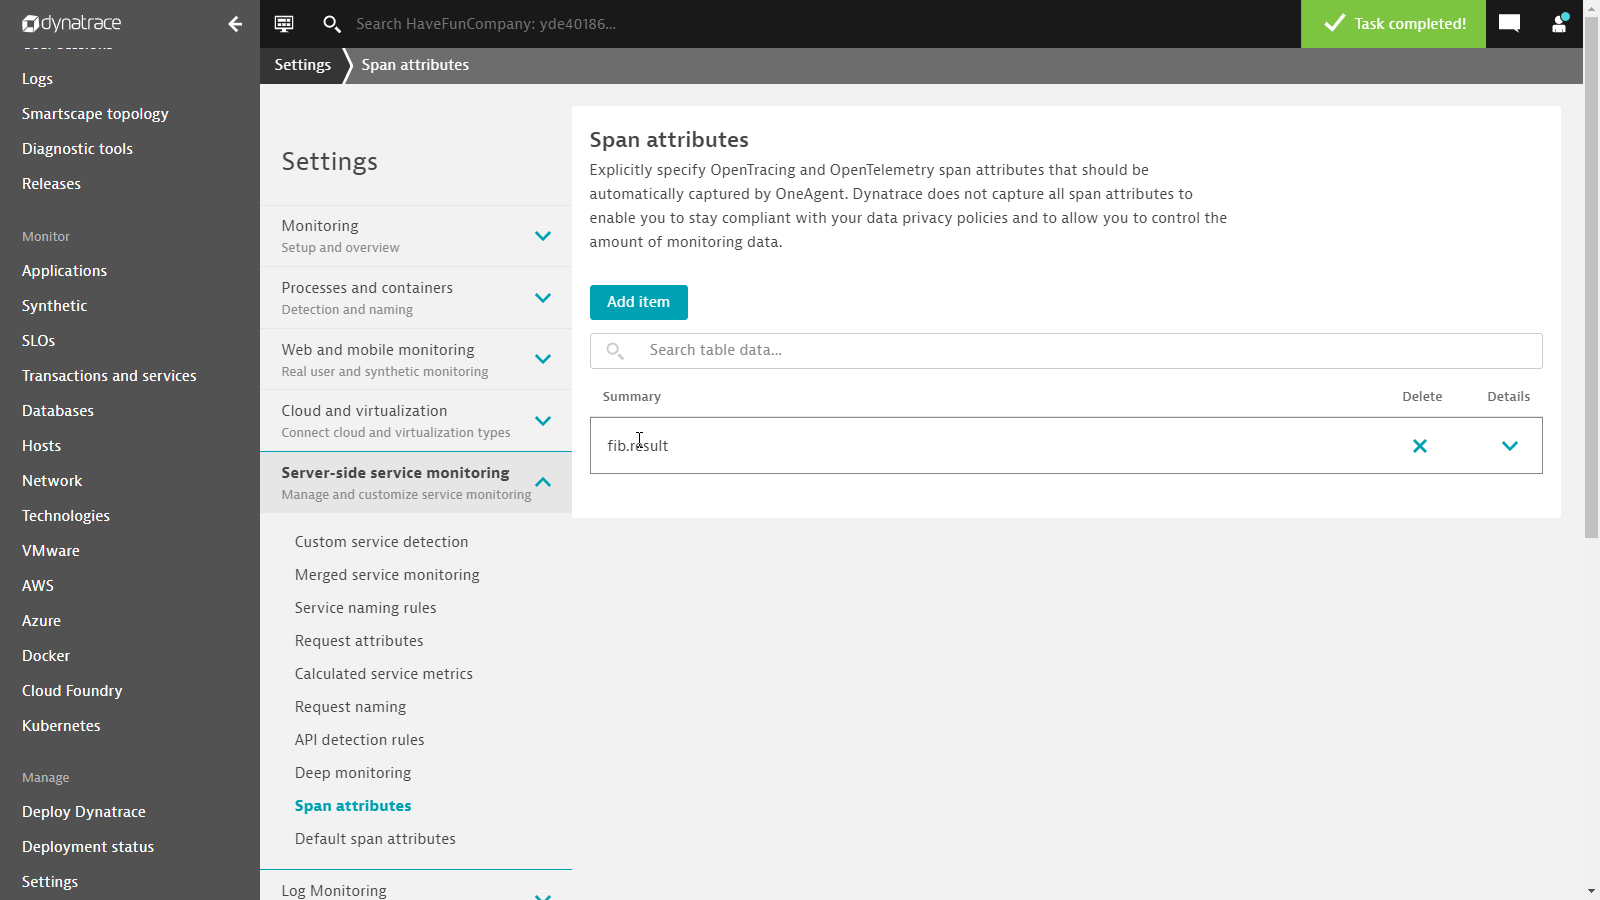 dynatrace
Search HaveFunCompany: yde40186...
Task completed!
Settings
Span attributes
Logs
Smartscape topology
Diagnostic tools
Releases
Monitor
Applications
Synthetic
SLOs
Transactions and services
Databases
Hosts
Network
Technologies
VMware
AWS
Azure
Docker
Cloud Foundry
Kubernetes
Manage
Deploy Dynatrace
Deployment status
Settings
Settings
Monitoring
Setup and overview
Processes and containers
Detection and naming
Web and mobile monitoring
Real user and synthetic monitoring
Cloud and virtualization
Connect cloud and virtualization types
Server-side service monitoring
Manage and customize service monitoring
Custom service detection
Merged service monitoring
Service naming rules
Request attributes
Calculated service metrics
Request naming
API detection rules
Deep monitoring
Span attributes
Default span attributes
Log Monitoring
Span attributes
Explicitly specify OpenTracing and OpenTelemetry span attributes that should be
automatically captured by OneAgent. Dynatrace does not capture all span attributes to
enable you to stay compliant with your data privacy policies and to allow you to control the
amount of monitoring data.
Add item
Search table data...
Summary Delete Details
fib.result